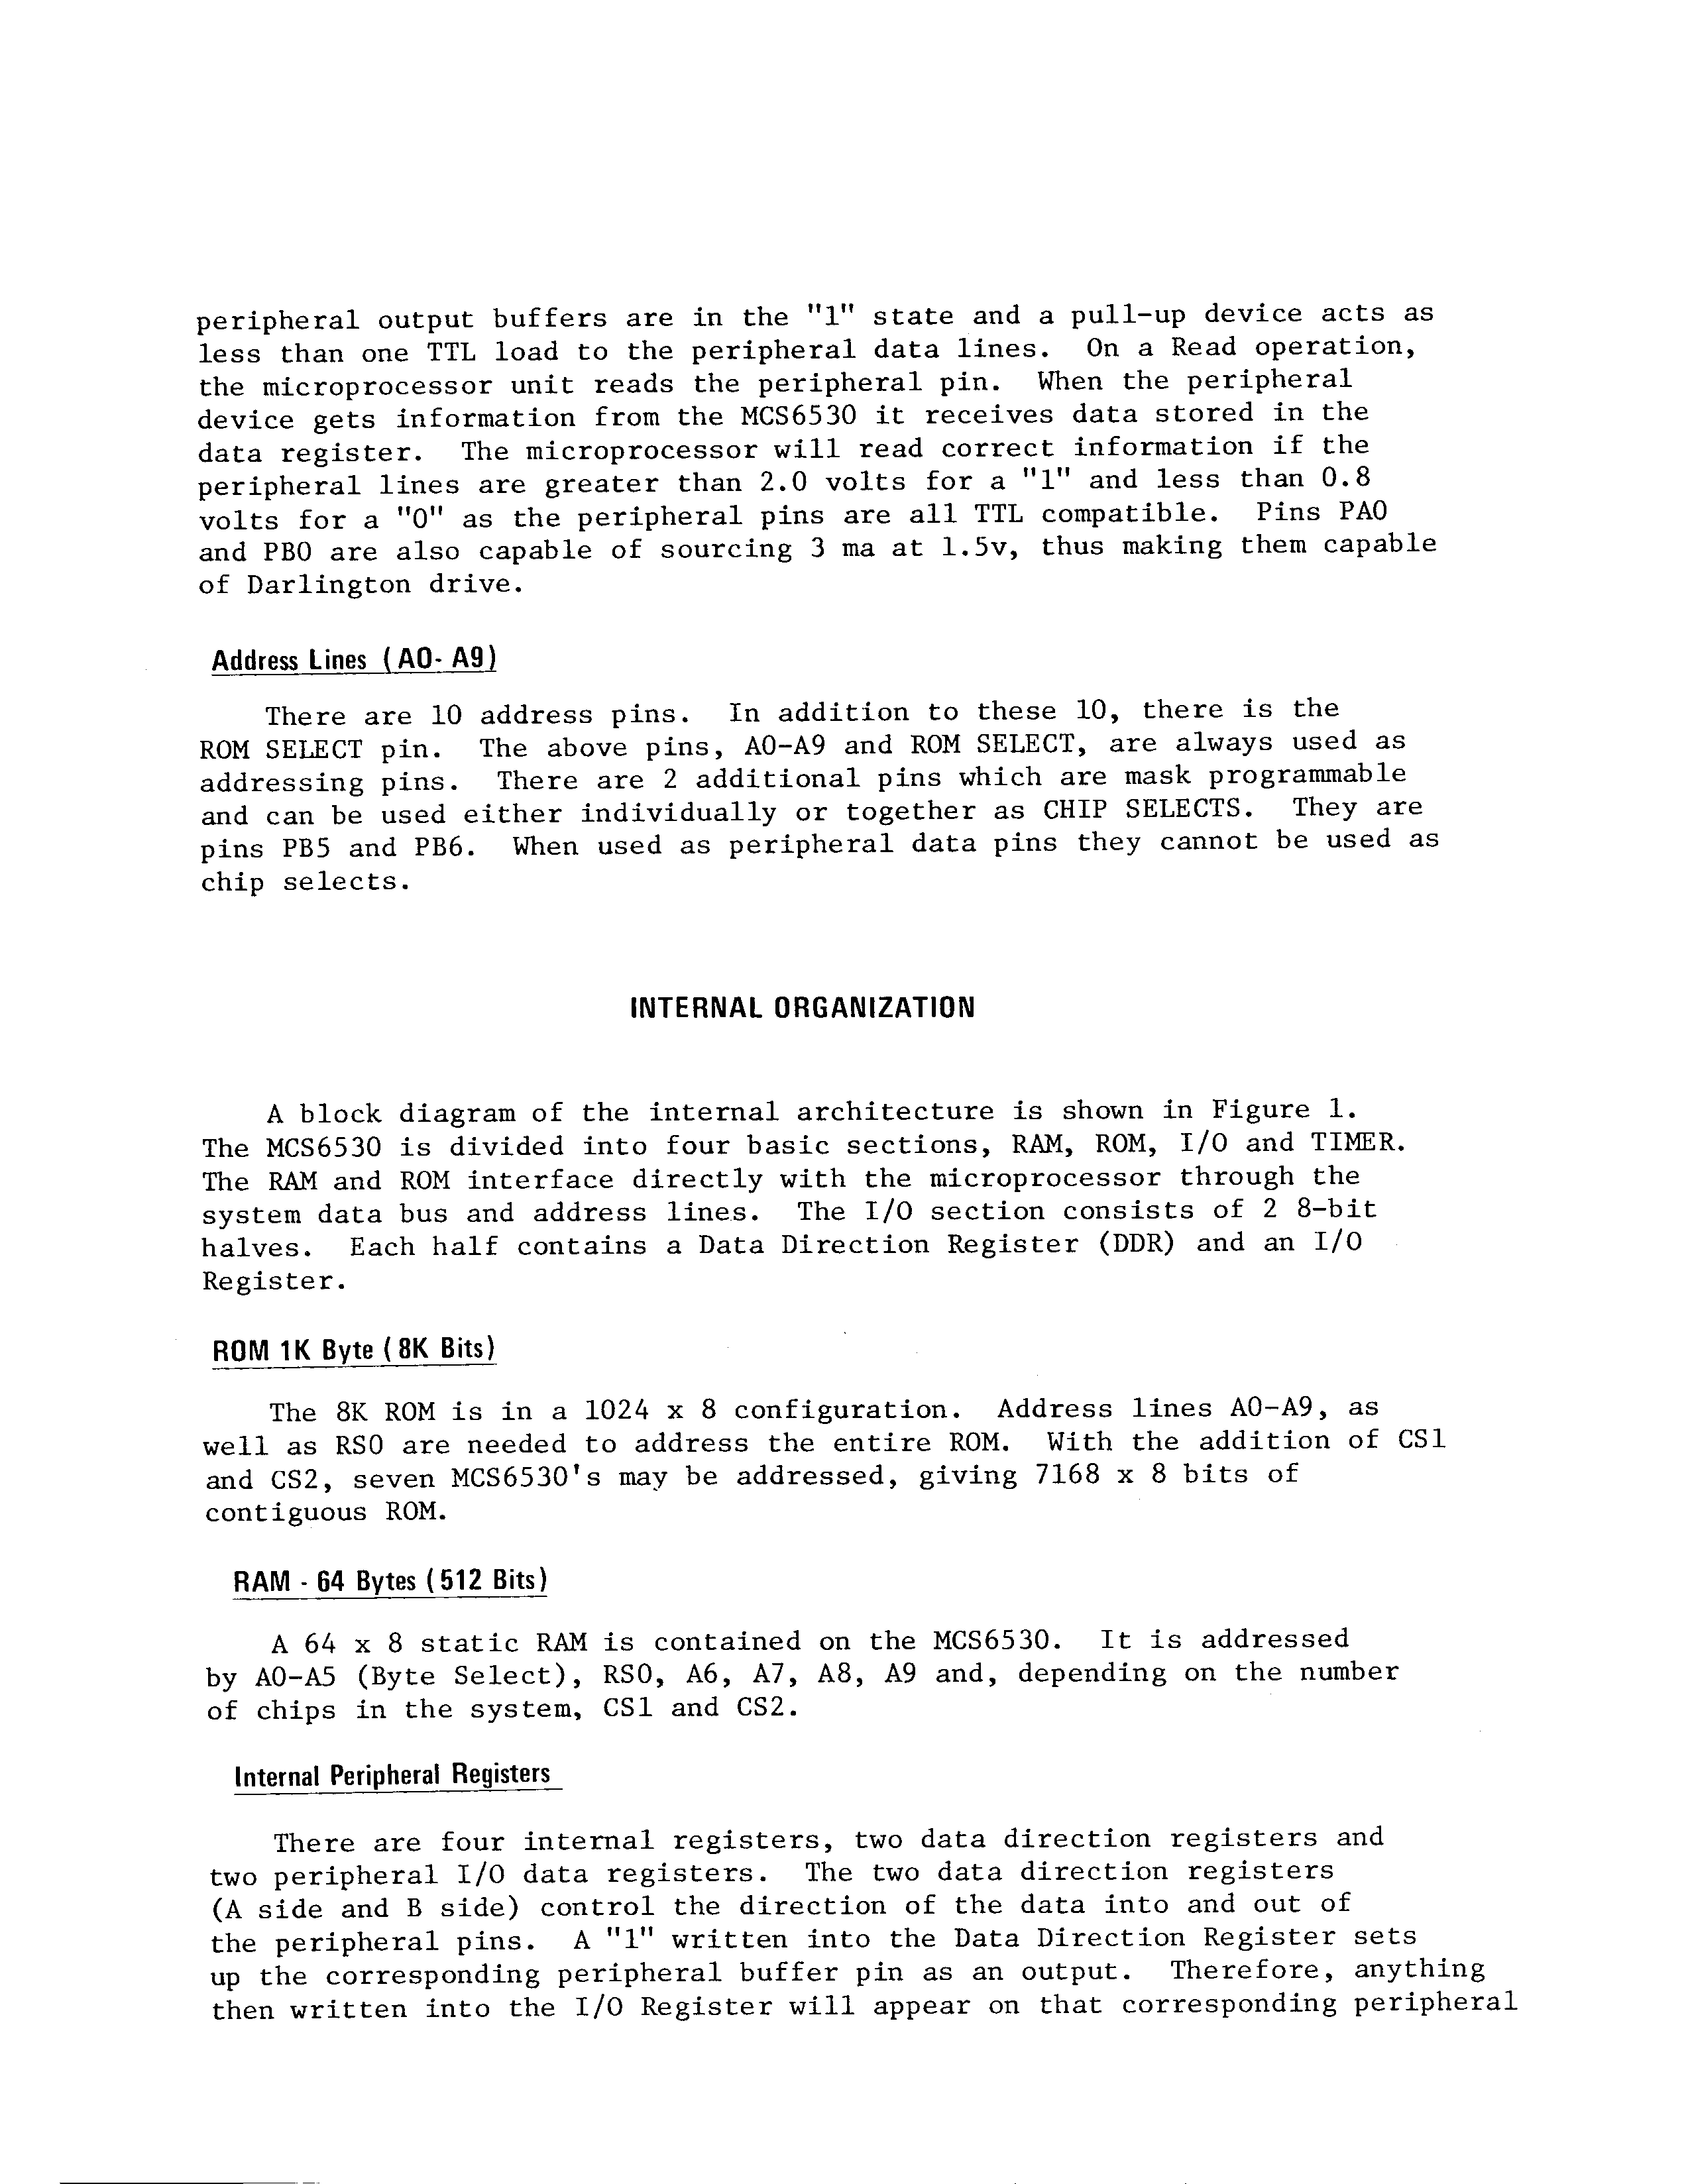 peripheral output buffers are in the "1" state and a pull-up device acts as
less than one TTL load to the peripheral data lines. On a Read operation,
the microprocessor unit reads the peripheral pin. When the peripheral
device gets information from the MCS6530 it receives data stored in the
data register. The microprocessor will read correct information if the
peripheral lines are greater than 2.0 volts for a "1" and less than 0.8
volts for a "0" as the peripheral pins are all TTL compatible. Pins PA0
and PB0 are also capable of sourcing 3 ma at 1.5v, thus making them capable
of Darlington drive.
Address Lines (A0- A9)
There are 10 address pins. In addition to these 10, there is the
ROM SELECT pin. The above pins, A0-A9 and ROM SELECT, are always used as
addressing pins. There are 2 additional pins which are mask programmable
and can be used either individually or together as CHIP SELECTS. They are
pins PB5 and PB6. When used as peripheral data pins they cannot be used as
chip selects.
INTERNAL ORGANIZATION
A block diagram of the internal architecture is shown in Figure 1.
The MCS6530 is divided into four basic sections, RAM, ROM, I/O and TIMER.
The RAM and ROM interface directly with the microprocessor through the
system data bus and address lines. The I/O section consists of 2 8-bit
halves. Each half contains a Data Direction Register (DDR) and an I/O
Register.
ROM 1K Byte (8K Bits)
The 8K ROM is in a 1024 x 8 configuration. Address lines A0-A9, as
well as RS0 are needed to address the entire ROM. With the addition of CS1
and CS2, seven MCS6530's may be addressed, giving 7168 x 8 bits of
contiguous ROM.
RAM - 64 Bytes (512 Bits)
A 64 x 8 static RAM is contained on the MCS6530. It is addressed
by A0-A5 (Byte Select), RS0, A6, A7, A8, A9 and, depending on the number
of chips in the system, CS1 and CS2.
Internal Peripheral Registers
There are four internal registers, two data direction registers and
two peripheral I/O data registers. The two data direction registers
(A side and B side) control the direction of the data into and out of
the peripheral pins. A "1" written into the Data Direction Register sets
up the corresponding peripheral buffer pin as an output. Therefore, anything
then written into the I/O Register will appear on that corresponding peripheral